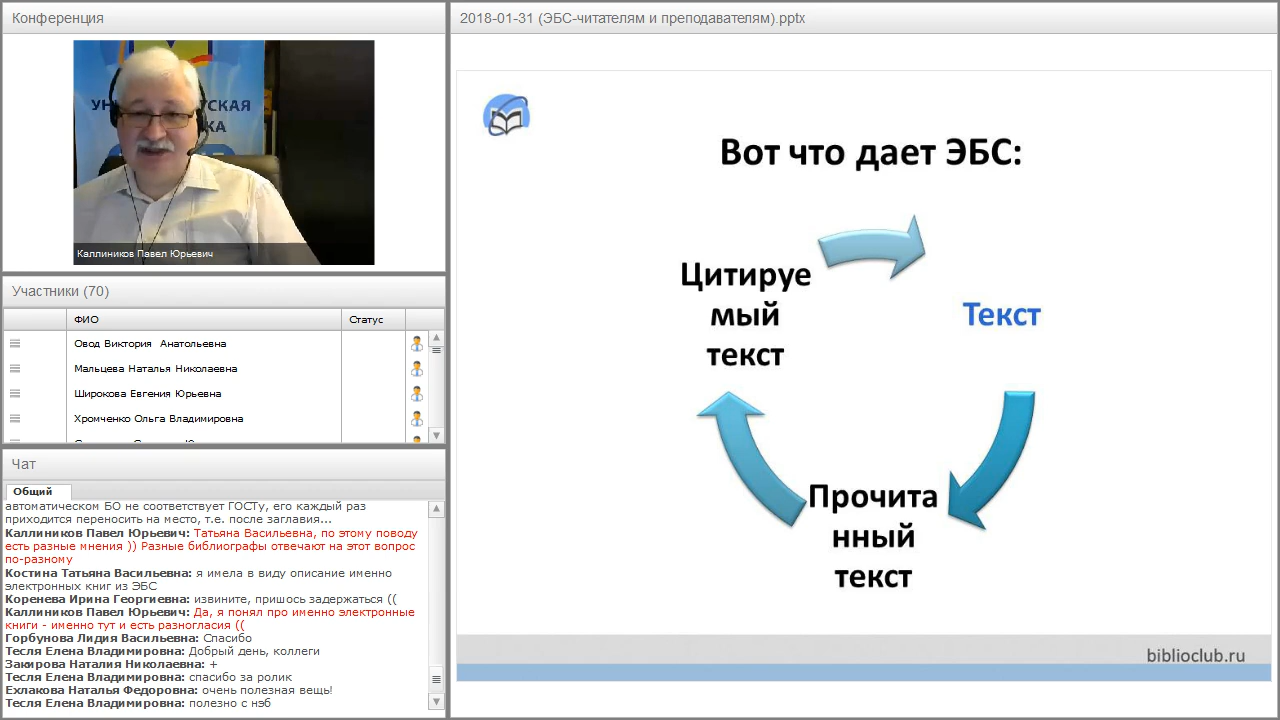 Конференция
УН
ТСКАЯ
КА
Каллиников Павел Юрьевич
Участники (70)
ФИО Статус
Овод Виктория Анатольевна
Мальцева Наталья Николаевна
Широкова Евгения Юрьевна
Хромченко Ольга Владимировна
Чат
Общий
автоматическом БО не соответствует ГОСТу, его каждый раз
приходится переносить на место, т.е. после заглавия...
Каллиников Павел Юрьевич: Татьяна Васильевна, по этому поводу
есть разные мнения )) Разные библиографы отвечают на этот вопрос
по-разному
Костина Татьяна Васильевна: я имела в виду описание именно
электронных книг из ЭБС
Коренева Ирина Георгиевна: извините, пришось задержаться ((
Каллиников Павел Юрьевич: Да, я понял про именно электронные
книги - именно тут и есть разногласия ((
Горбунова Лидия Васильевна: Спасибо
Тесля Елена Владимировна: Добрый день, коллеги
Закирова Наталия Николаевна: +
Тесля Елена Владимировна: спасибо за ролик
Ехлакова Наталья Федоровна: очень полезная вещь!
Тесля Елена Владимировна: полезно с нэб
2018-01-31 (ЭБС-читателям и преподавателям).pptx
Вот что дает ЭБС:
Цитируе
мый
текст
Текст
Прочита
нный
текст
biblioclub.ru